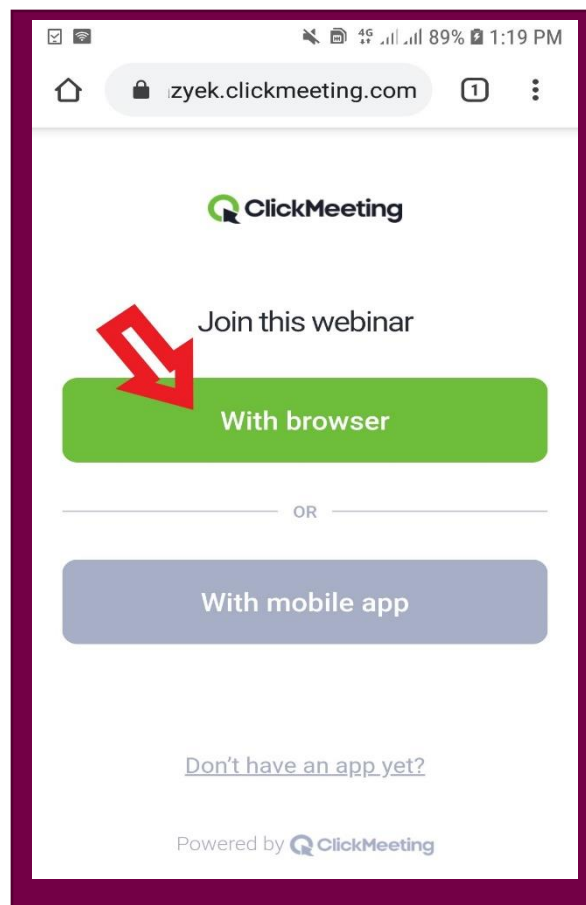 4G 89% 1:19 PM
zyek.clickmeeting.com 1
ClickMeeting
Join this webinar
With browser
OR
With mobile app
Don't have an app yet?
Powered by ClickMeeting